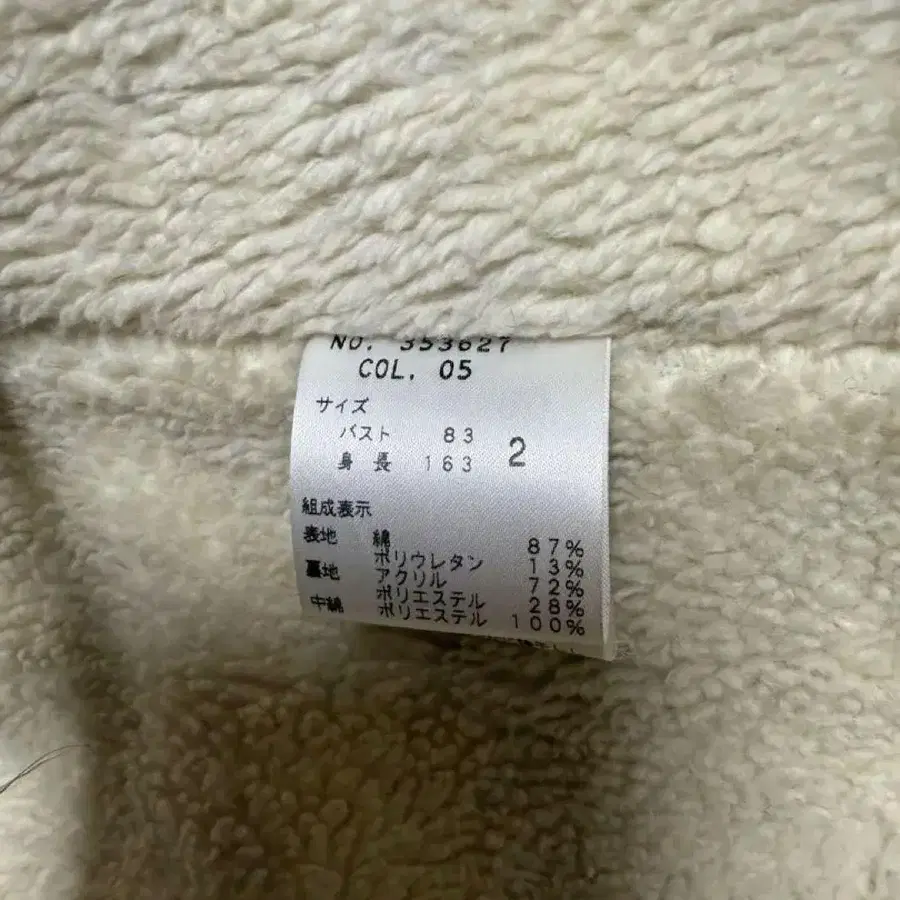 NO. 353627
COL. 05
サイズ
バスト 83
身長 163 2
組成表示
表地 綿 87%
ポリウレタン 13%
裏地 アクリル 72%
ポリエステル 28%
中綿 ポリエステル 100%